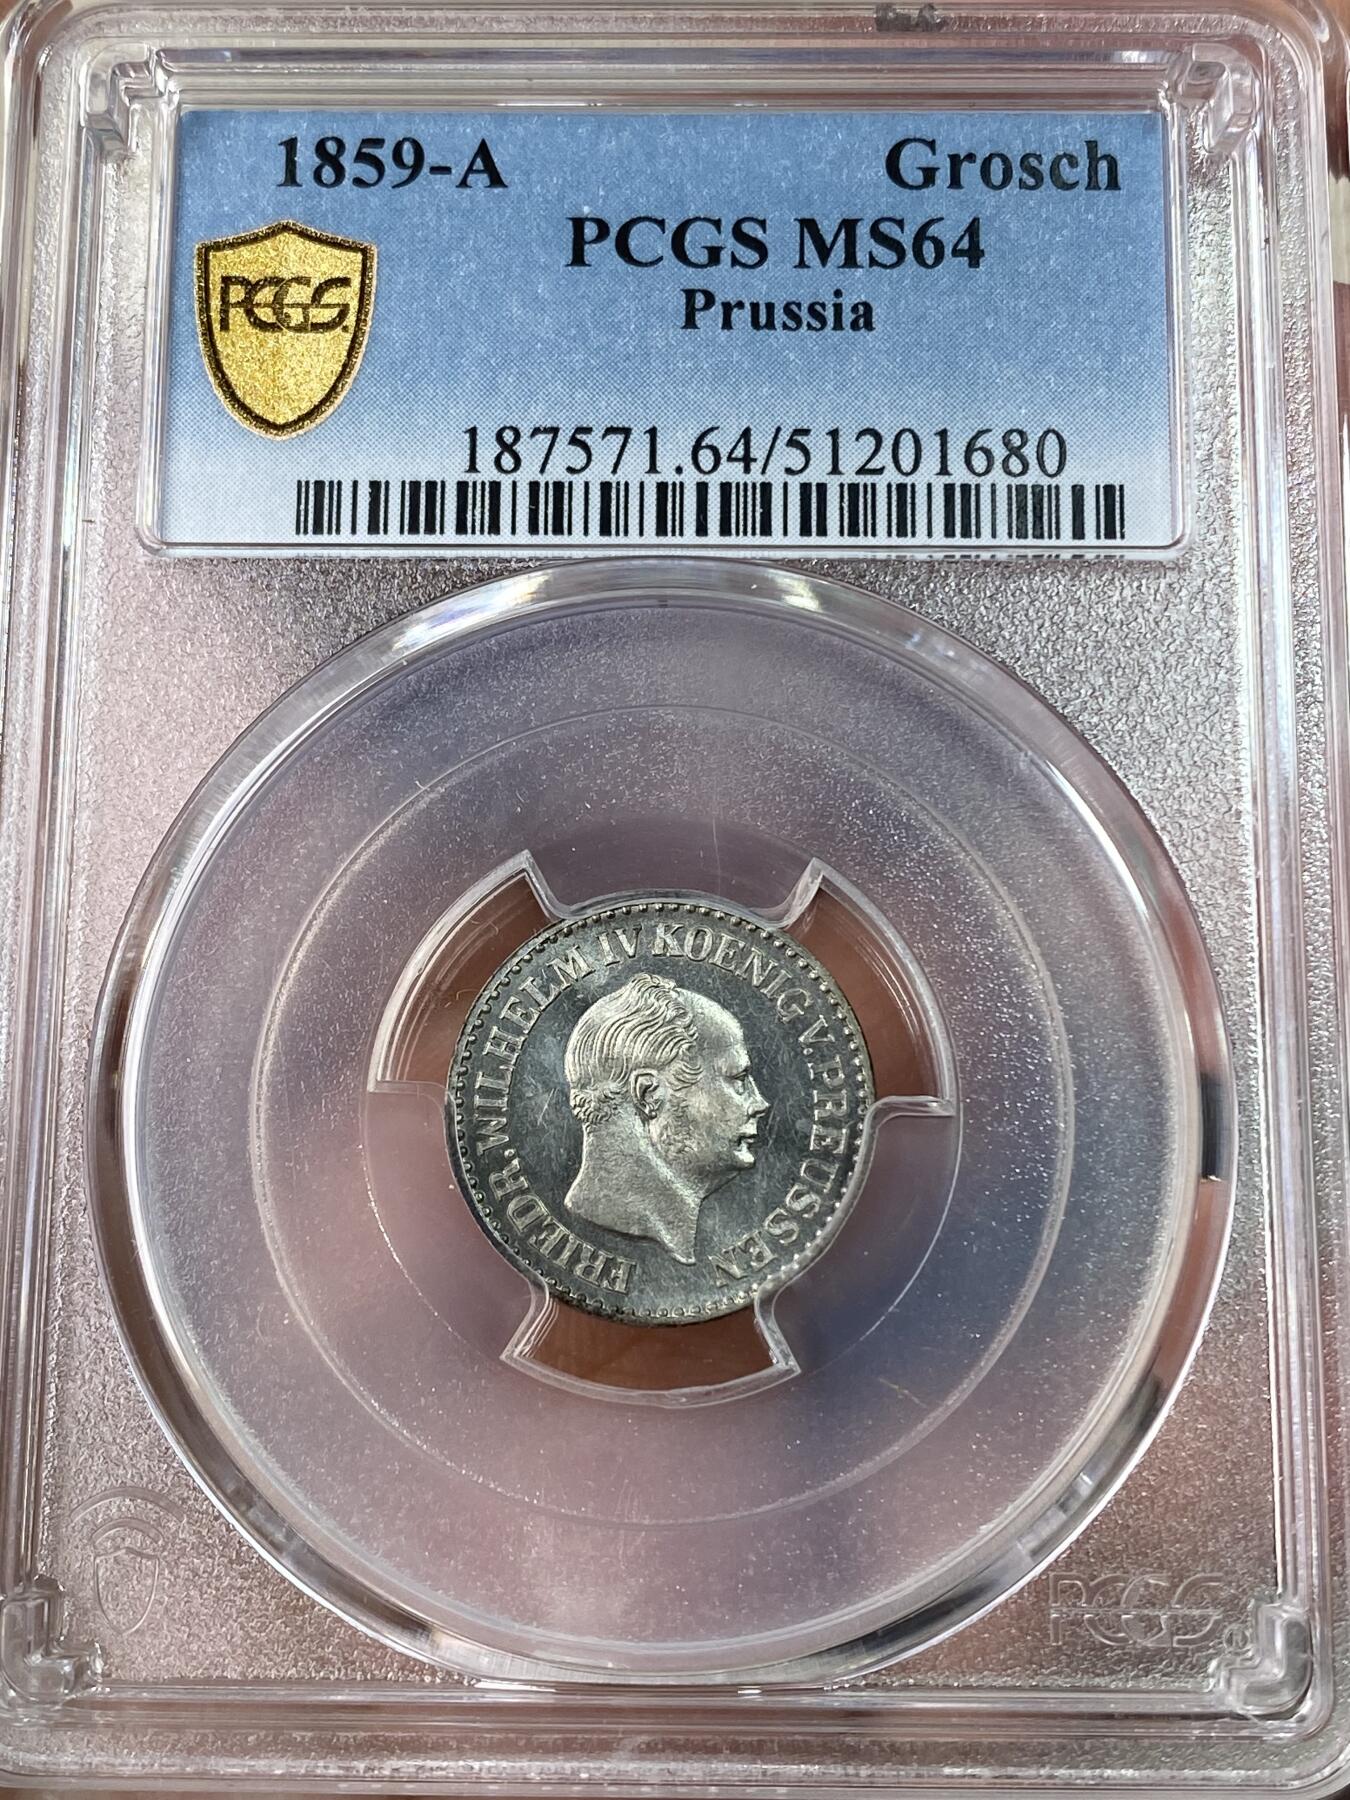 1859-A Grosch
PCGS MS64
Prussia
PCGS
187571.64/51201680
FRIEDR. WILHELM IV KOENIG V. PREUSSEN
PCGS